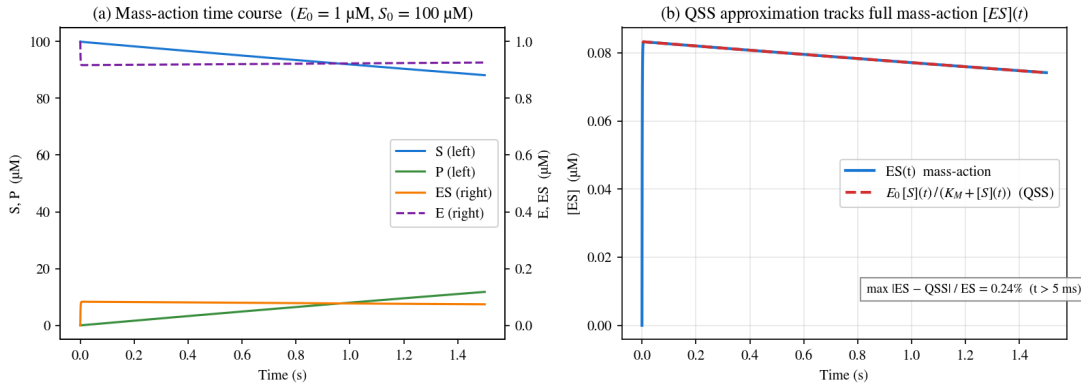 (a) Mass-action time course (E₀ = 1 μM, S₀ = 100 μM)
100
80
60
40
20
0
S, P (μM)
1.0
0.8
0.6
0.4
0.2
0.0
E, ES (μM)
S (left)
P (left)
ES (right)
E (right)
0.0 0.2 0.4 0.6 0.8 1.0 1.2 1.4
Time (s)
(b) QSS approximation tracks full mass-action [ES](t)
0.08
0.06
0.04
0.02
0.00
[ES] (μM)
ES(t) mass-action
E₀ [S](t)/(K_M + [S](t)) (QSS)
max |ES − QSS| / ES = 0.24% (t > 5 ms)
0.0 0.2 0.4 0.6 0.8 1.0 1.2 1.4
Time (s)